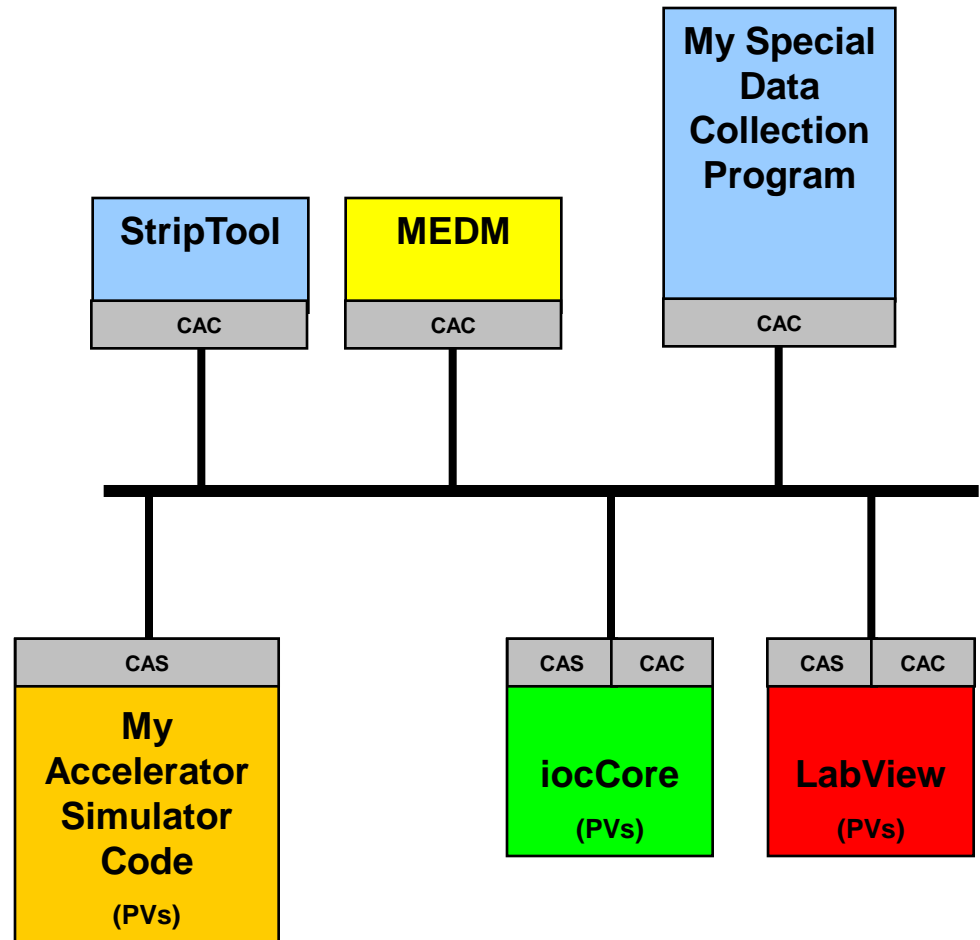 My Special
Data
Collection
Program
CAC
StripTool
CAC
MEDM
CAC
CAS
My
Accelerator
Simulator
Code
(PVs)
CAS
CAC
iocCore
(PVs)
CAS
CAC
LabView
(PVs)